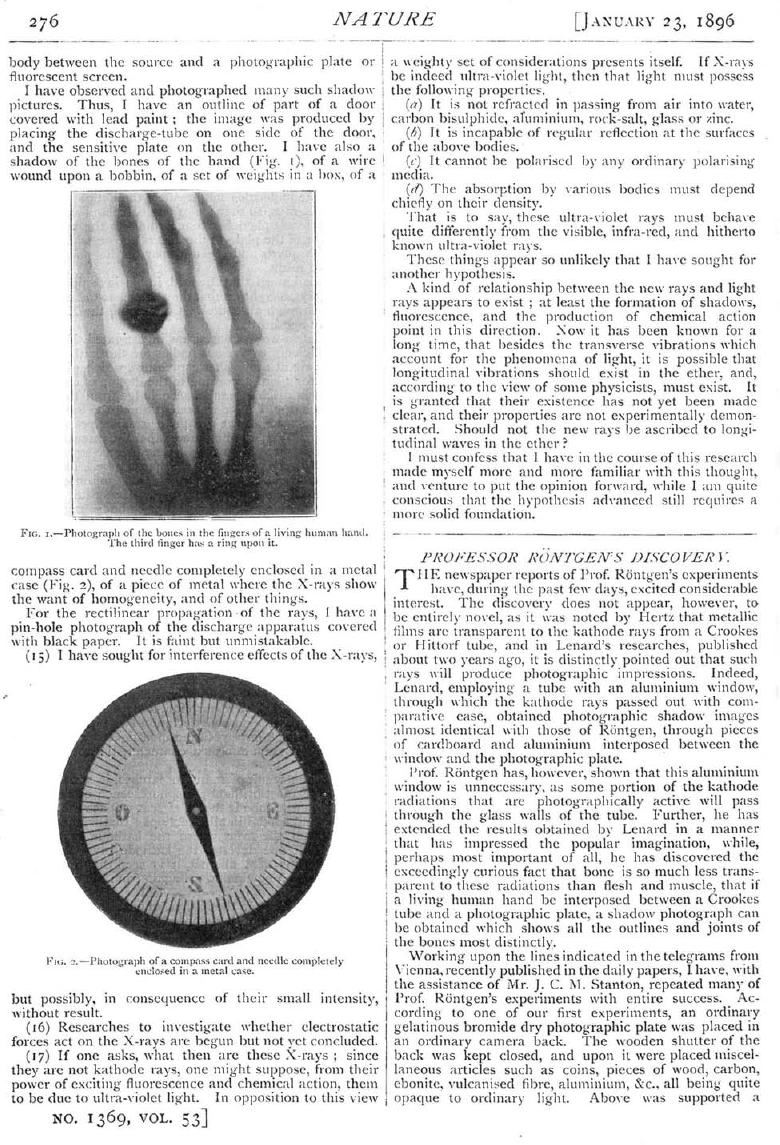 276
NATURE
[JANUARY 23, 1896
body between the source and a photographic plate or
fluorescent screen.
I have observed and photographed many such shadow
pictures. Thus, I have an outline of part of a door
covered with lead paint; the image was produced by
placing the discharge-tube on one side of the door,
and the sensitive plate on the other. I have also a
shadow of the bones of the hand (Fig. 1), of a wire
wound upon a bobbin, of a set of weights in a box, of a
FIG. 1.—Photograph of the bones in the fingers of a living human hand.
The third finger has a ring upon it.
compass card and needle completely enclosed in a metal
case (Fig. 2), of a piece of metal where the X-rays show
the want of homogeneity, and of other things.
For the rectilinear propagation of the rays, I have a
pin-hole photograph of the discharge apparatus covered
with black paper. It is faint but unmistakable.
(15) I have sought for interference effects of the X-rays,
N
O
E
S
FIG. 2.—Photograph of a compass card and needle completely
enclosed in a metal case.
but possibly, in consequence of their small intensity,
without result.
(16) Researches to investigate whether electrostatic
forces act on the X-rays are begun but not yet concluded.
(17) If one asks, what then are these X-rays; since
they are not kathode rays, one might suppose, from their
power of exciting fluorescence and chemical action, them
to be due to ultra-violet light. In opposition to this view
NO. 1369, VOL. 53]
a weighty set of considerations presents itself. If X-rays
be indeed ultra-violet light, then that light must possess
the following properties.
(a) It is not refracted in passing from air into water,
carbon bisulphide, aluminium, rock-salt, glass or zinc.
(b) It is incapable of regular reflection at the surfaces
of the above bodies.
(c) It cannot be polarised by any ordinary polarising
media.
(d) The absorption by various bodies must depend
chiefly on their density.
That is to say, these ultra-violet rays must behave
quite differently from the visible, infra-red, and hitherto
known ultra-violet rays.
These things appear so unlikely that I have sought for
another hypothesis.
A kind of relationship between the new rays and light
rays appears to exist; at least the formation of shadows,
fluorescence, and the production of chemical action
point in this direction. Now it has been known for a
long time, that besides the transverse vibrations which
account for the phenomena of light, it is possible that
longitudinal vibrations should exist in the ether, and,
according to the view of some physicists, must exist. It
is granted that their existence has not yet been made
clear, and their properties are not experimentally demon-
strated. Should not the new rays be ascribed to longi-
tudinal waves in the ether?
I must confess that I have in the course of this research
made myself more and more familiar with this thought,
and venture to put the opinion forward, while I am quite
conscious that the hypothesis advanced still requires a
more solid foundation.
PROFESSOR RÖNTGEN'S DISCOVERY.
THE newspaper reports of Prof. Röntgen's experiments
have, during the past few days, excited considerable
interest. The discovery does not appear, however, to
be entirely novel, as it was noted by Hertz that metallic
films are transparent to the kathode rays from a Crookes
or Hittorf tube, and in Lenard's researches, published
about two years ago, it is distinctly pointed out that such
rays will produce photographic impressions. Indeed,
Lenard, employing a tube with an aluminium window,
through which the kathode rays passed out with com-
parative ease, obtained photographic shadow images
almost identical with those of Röntgen, through pieces
of cardboard and aluminium interposed between the
window and the photographic plate.
Prof. Röntgen has, however, shown that this aluminium
window is unnecessary, as some portion of the kathode
radiations that are photographically active will pass
through the glass walls of the tube. Further, he has
extended the results obtained by Lenard in a manner
that has impressed the popular imagination, while,
perhaps most important of all, he has discovered the
exceedingly curious fact that bone is so much less trans-
parent to these radiations than flesh and muscle, that if
a living human hand be interposed between a Crookes
tube and a photographic plate, a shadow photograph can
be obtained which shows all the outlines and joints of
the bones most distinctly.
Working upon the lines indicated in the telegrams from
Vienna, recently published in the daily papers, I have, with
the assistance of Mr. J. C. M. Stanton, repeated many of
Prof. Röntgen's experiments with entire success. Ac-
cording to one of our first experiments, an ordinary
gelatinous bromide dry photographic plate was placed in
an ordinary camera back. The wooden shutter of the
back was kept closed, and upon it were placed miscel-
laneous articles such as coins, pieces of wood, carbon,
ebonite, vulcanised fibre, aluminium, &c., all being quite
opaque to ordinary light. Above was supported a